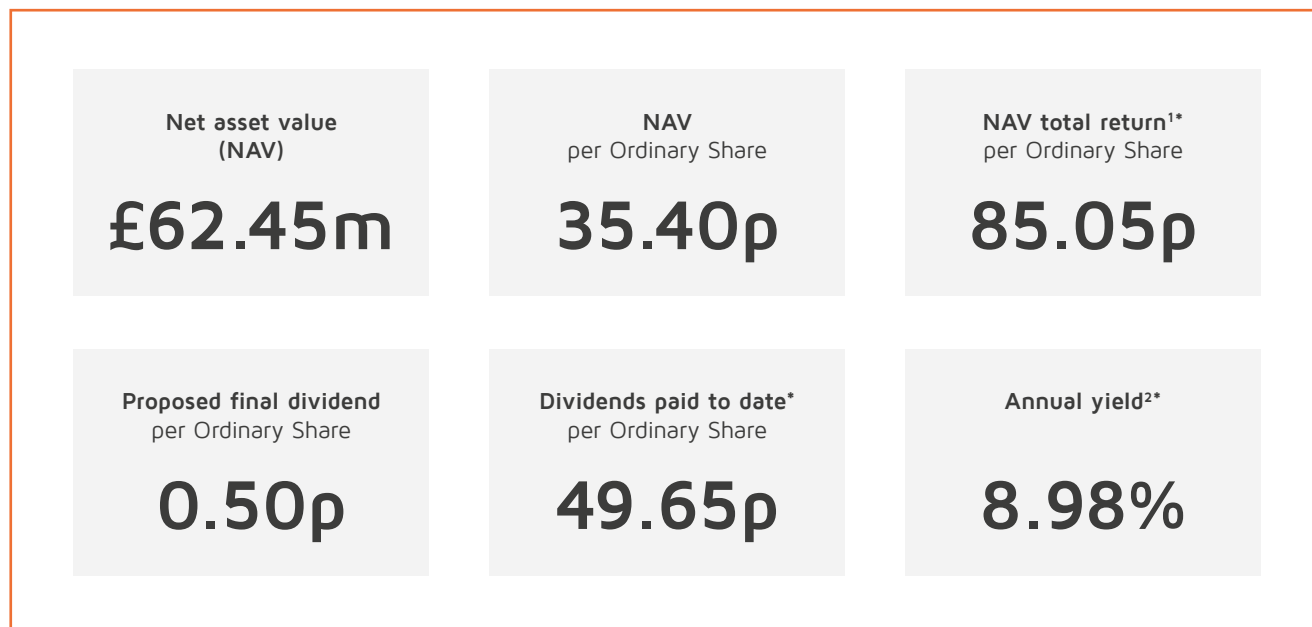 Net asset value
(NAV)
£62.45m
NAV
per Ordinary Share
35.40p
NAV total return¹*
per Ordinary Share
85.05p
Proposed final dividend
per Ordinary Share
0.50p
Dividends paid to date*
per Ordinary Share
49.65p
Annual yield²*
8.98%